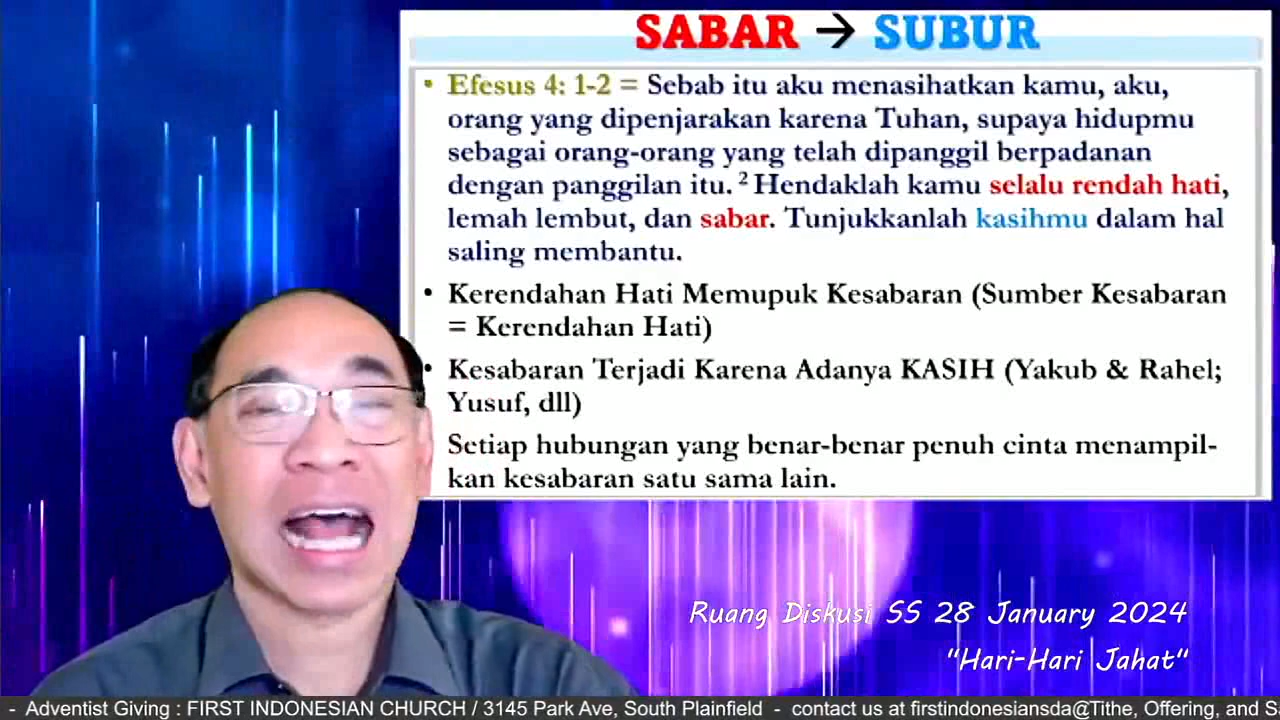 SABAR → SUBUR
• Efesus 4: 1-2 = Sebab itu aku menasihatkan kamu, aku,
orang yang dipenjarakan karena Tuhan, supaya hidupmu
sebagai orang-orang yang telah dipanggil berpadanan
dengan panggilan itu. ² Hendaklah kamu selalu rendah hati,
lemah lembut, dan sabar. Tunjukkanlah kasihmu dalam hal
saling membantu.
• Kerendahan Hati Memupuk Kesabaran (Sumber Kesabaran
= Kerendahan Hati)
• Kesabaran Terjadi Karena Adanya KASIH (Yakub & Rahel;
Yusuf, dll)
Setiap hubungan yang benar-benar penuh cinta menampil-
kan kesabaran satu sama lain.
Ruang Diskusi SS 28 January 2024
"Hari-Hari Jahat"
- Adventist Giving : FIRST INDONESIAN CHURCH / 3145 Park Ave, South Plainfield - contact us at firstindonesiansda@Tithe, Offering, and S